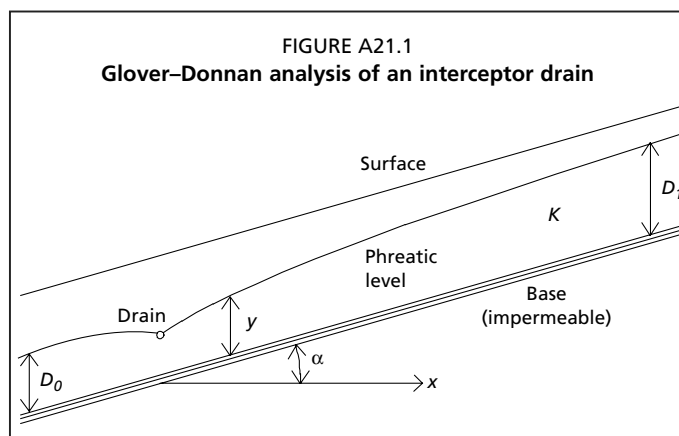 FIGURE A21.1
Glover–Donnan analysis of an interceptor drain
Surface
D1
K
Phreatic
level
Drain
y
Base
(impermeable)
α
D0
x